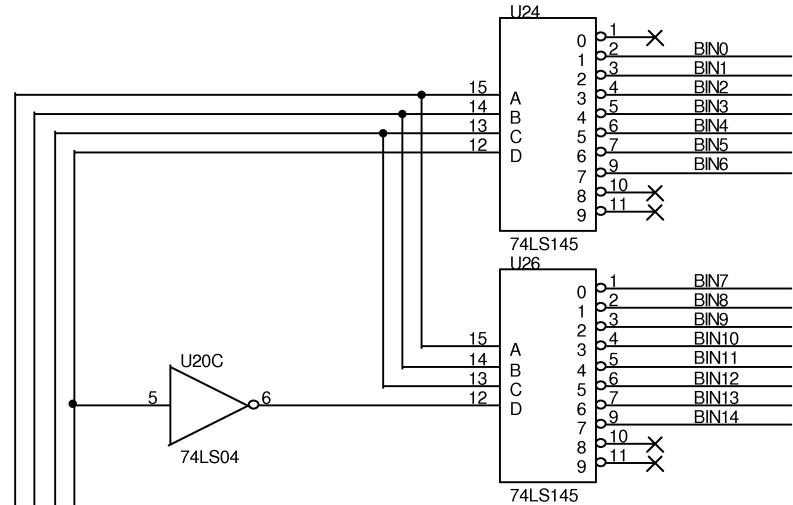 U24
0 1
1 2 BIN0
2 3 BIN1
15 A 3 4 BIN2
14 B 4 5 BIN3
13 C 5 6 BIN4
12 D 6 7 BIN5
7 9 BIN6
8 10
9 11
74LS145
U26
0 1 BIN7
1 2 BIN8
2 3 BIN9
15 A 3 4 BIN10
14 B 4 5 BIN11
13 C 5 6 BIN12
12 D 6 7 BIN13
7 9 BIN14
8 10
9 11
74LS145
U20C
5 6
74LS04